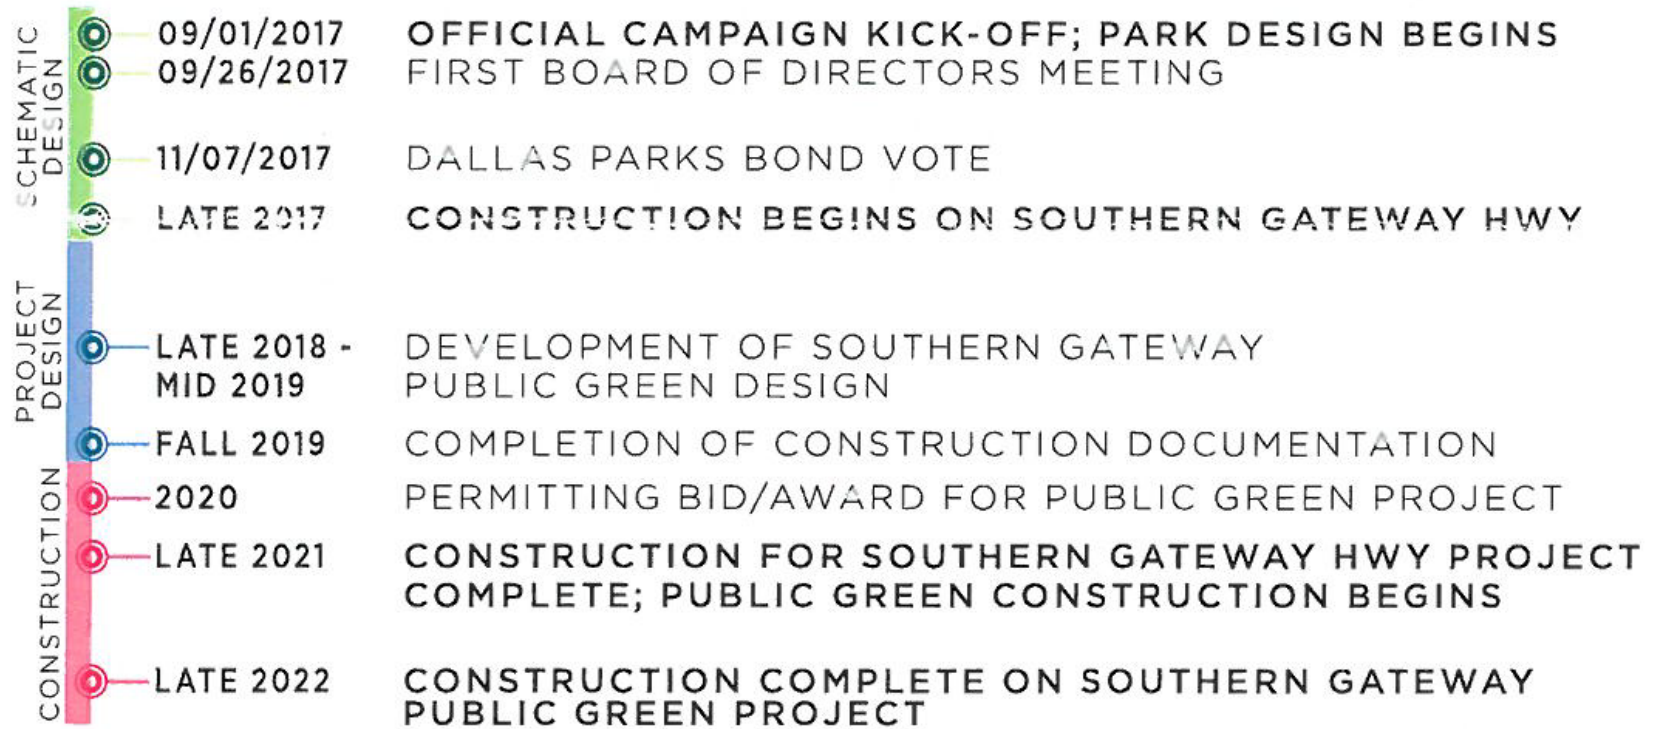 SCHEMATIC
DESIGN
09/01/2017 OFFICIAL CAMPAIGN KICK-OFF; PARK DESIGN BEGINS
09/26/2017 FIRST BOARD OF DIRECTORS MEETING
11/07/2017 DALLAS PARKS BOND VOTE
LATE 2017 CONSTRUCTION BEGINS ON SOUTHERN GATEWAY HWY
PROJECT
DESIGN
LATE 2018 - DEVELOPMENT OF SOUTHERN GATEWAY
MID 2019 PUBLIC GREEN DESIGN
FALL 2019 COMPLETION OF CONSTRUCTION DOCUMENTATION
CONSTRUCTION
2020 PERMITTING BID/AWARD FOR PUBLIC GREEN PROJECT
LATE 2021 CONSTRUCTION FOR SOUTHERN GATEWAY HWY PROJECT
COMPLETE; PUBLIC GREEN CONSTRUCTION BEGINS
LATE 2022 CONSTRUCTION COMPLETE ON SOUTHERN GATEWAY
PUBLIC GREEN PROJECT